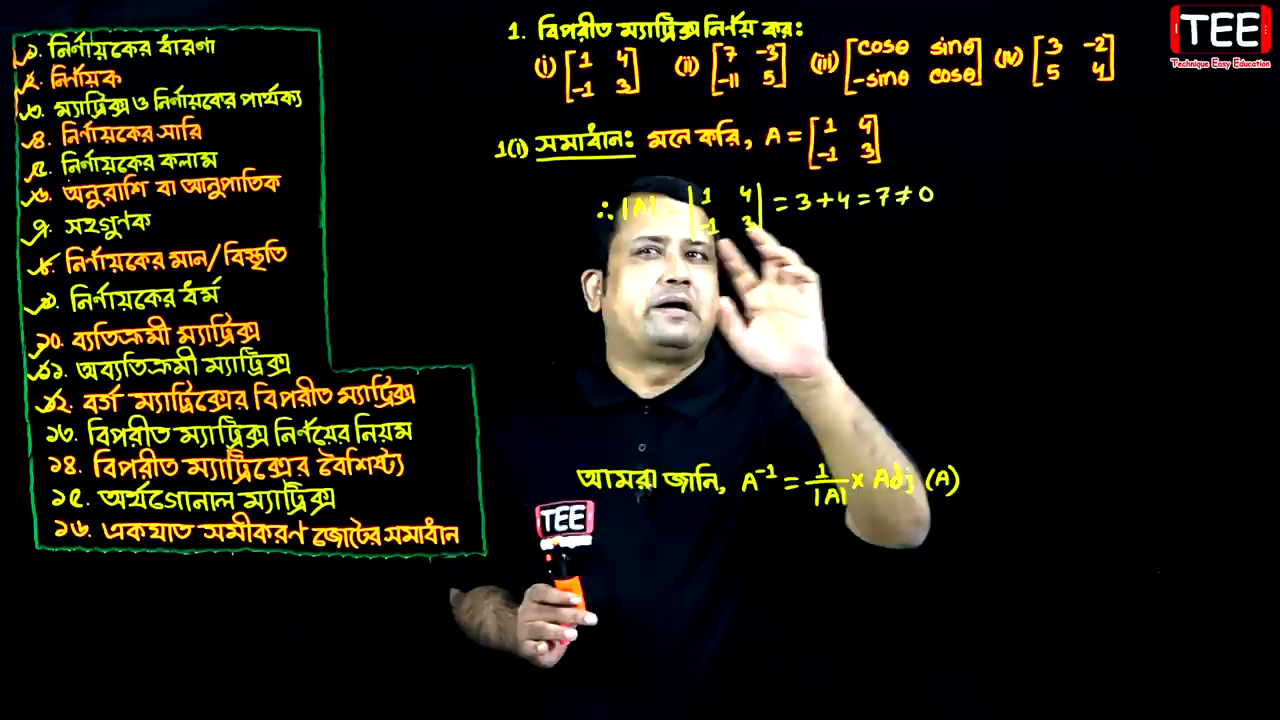 ১. নির্ণায়কের ধারণা
২. নির্ণায়ক
৩. ম্যাট্রিক্স ও নির্ণায়কের পার্থক্য
৪. নির্ণায়কের সারি
৫. নির্ণায়কের কলাম
৬. অনুরাশি বা আনুপাতিক
৭. সহগুণক
৮. নির্ণায়কের মান/বিস্তৃতি
৯. নির্ণায়কের ধর্ম
১০. ব্যতিক্রমী ম্যাট্রিক্স
১১. অব্যতিক্রমী ম্যাট্রিক্স
১২. বর্গ ম্যাট্রিক্সের বিপরীত ম্যাট্রিক্স
১৩. বিপরীত ম্যাট্রিক্স নির্ণয়ের নিয়ম
১৪. বিপরীত ম্যাট্রিক্সের বৈশিষ্ট্য
১৫. অর্থগোনাল ম্যাট্রিক্স
১৬. একঘাত সমীকরণ জোটের সমাধান
1. বিপরীত ম্যাট্রিক্স নির্ণয় কর:
(i) [1 4 (ii) [7 -3 (iii) [cosθ sinθ (iv) [3 -2
-1 3] -11 5] -sinθ cosθ] 5 4]
1(i) সমাধান: মনে করি, A = [1 4
-1 3]
∴ |A| = |1 4 = 3+4 = 7 ≠ 0
-1 3|
আমরা জানি, A⁻¹ = 1/|A| × Adj (A)
TEE
Technique Easy Education
TEE